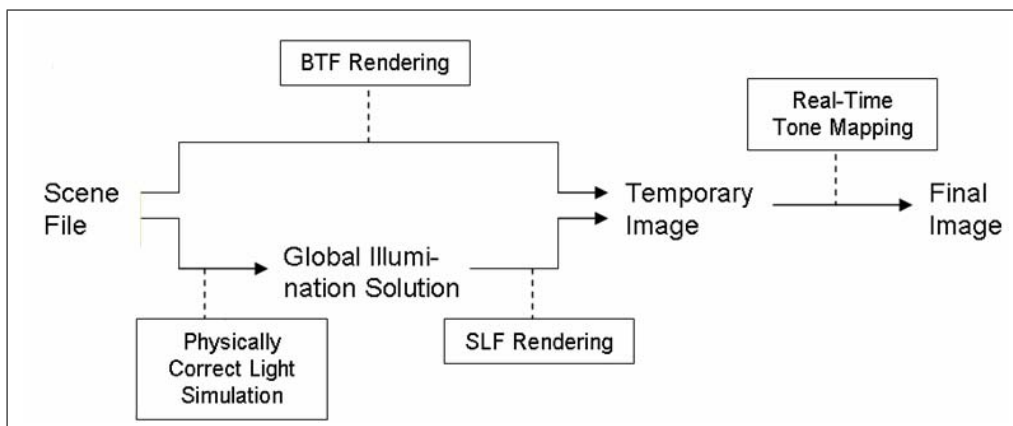 BTF Rendering
Real-Time
Tone Mapping
Scene
File
Temporary
Image
Final
Image
Global Illumi-
nation Solution
Physically
Correct Light
Simulation
SLF Rendering